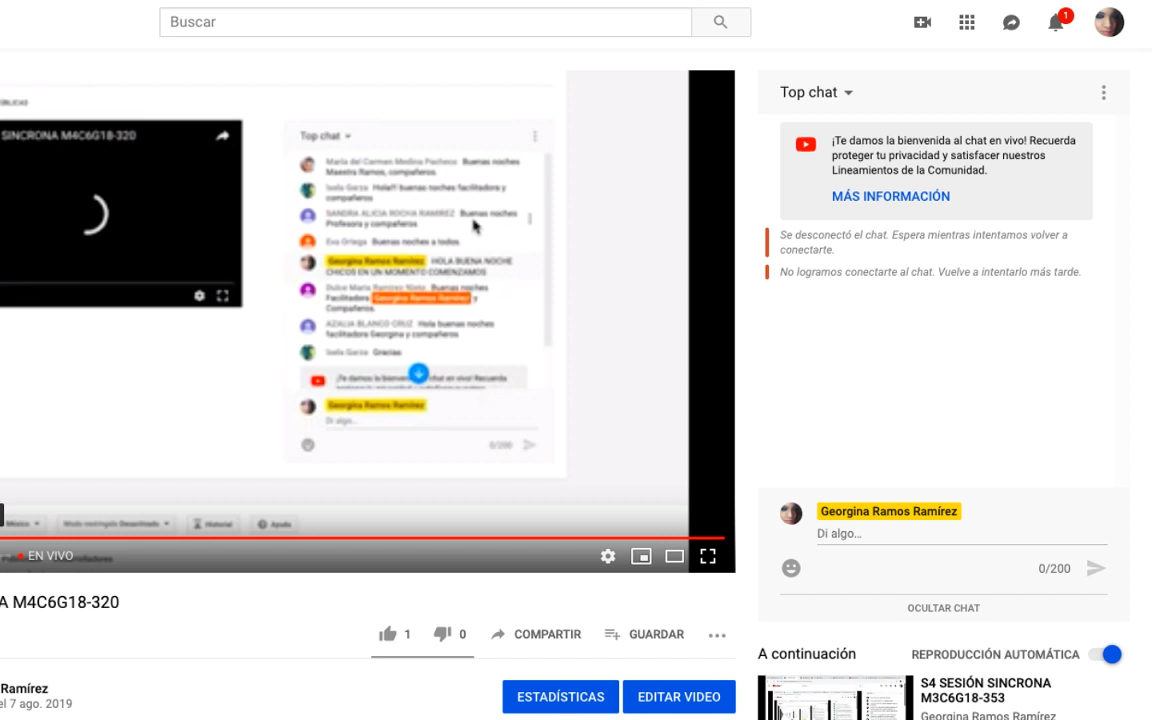 Buscar
1
SINCRONA M4C6G18-320
Top chat
María del Carmen Medina Pacheco Buenas noches
Maestra Ramos, compañeros.
Isela Garza Hola!! buenas noches facilitadora y
compañeros
SANDRA ALICIA ROCHA RAMIREZ Buenas noches
Profesora y compañeros
Eva Ortega Buenas noches a todos.
Georgina Ramos Ramírez HOLA BUENA NOCHE
CHICOS EN UN MOMENTO COMENZAMOS
Dulce María Ramírez Nieto Buenas noches
Facilitadora Georgina Ramos Ramírez y
Compañeros.
AZALIA BLANCO CRUZ Hola buenas noches
facilitadora Georgina y compañeros
Isela Garza Gracias
¡Te damos la bienvenida chat en vivo! Recuerda
Georgina Ramos Ramírez
Di algo...
0/200
México
Modo restringido Desactivado
Historial
Ayuda
EN VIVO
A M4C6G18-320
1
0
COMPARTIR
GUARDAR
Ramírez
el 7 ago. 2019
ESTADÍSTICAS
EDITAR VIDEO
Top chat
¡Te damos la bienvenida al chat en vivo! Recuerda
proteger tu privacidad y satisfacer nuestros
Lineamientos de la Comunidad.
MÁS INFORMACIÓN
Se desconectó el chat. Espera mientras intentamos volver a
conectarte.
No logramos conectarte al chat. Vuelve a intentarlo más tarde.
Georgina Ramos Ramírez
Di algo...
0/200
OCULTAR CHAT
A continuación
REPRODUCCIÓN AUTOMÁTICA
S4 SESIÓN SINCRONA
M3C6G18-353
Georgina Ramos Ramírez